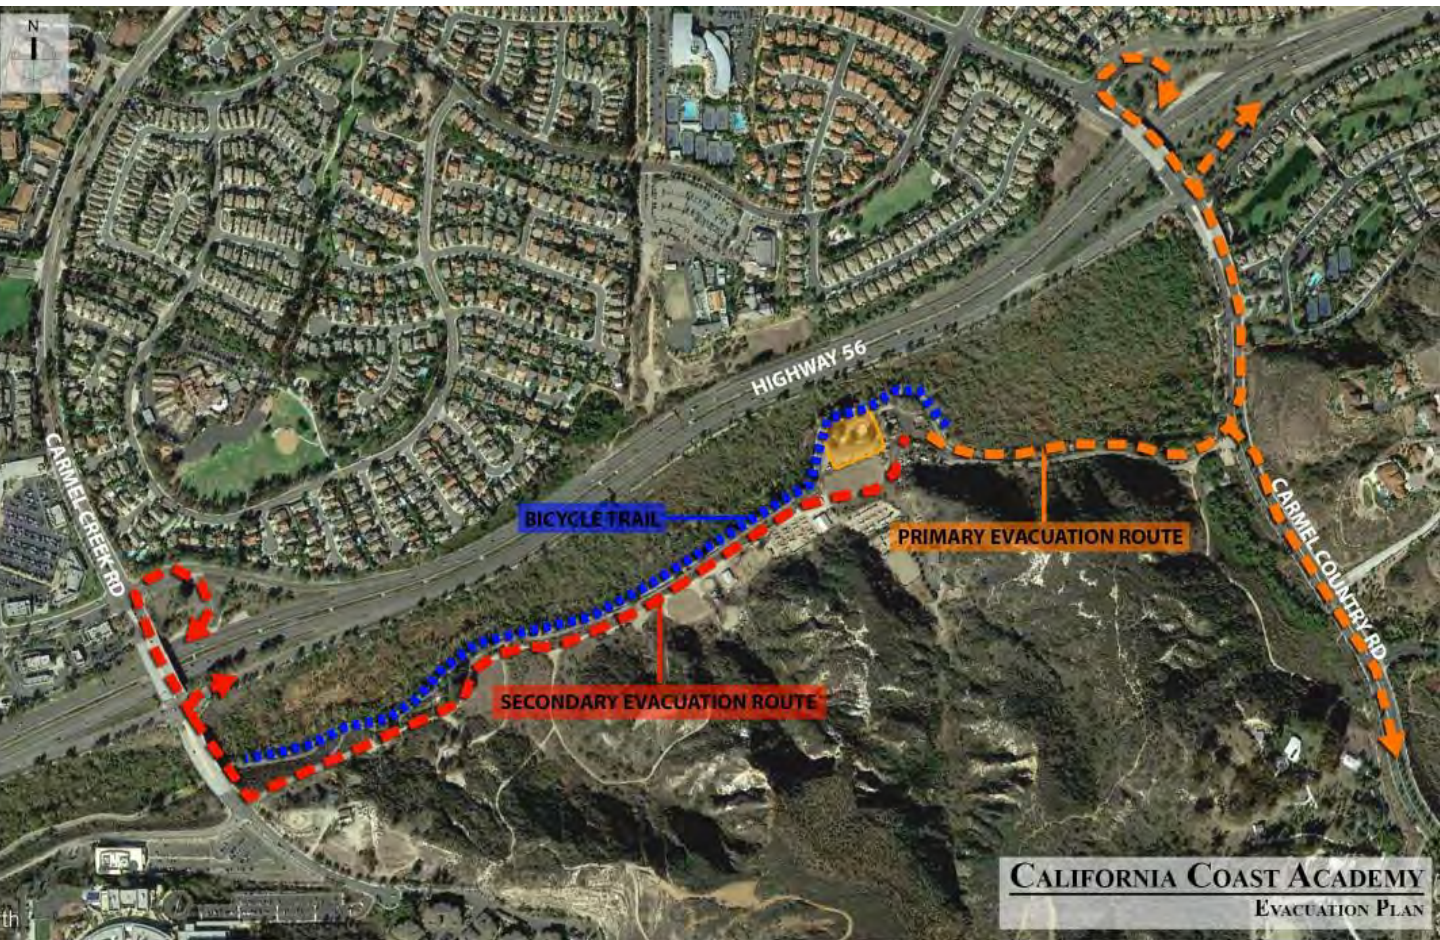 N
HIGHWAY 56
CARMEL CREEK RD
BICYCLE TRAIL
PRIMARY EVACUATION ROUTE
CARMEL COUNTRY RD
SECONDARY EVACUATION ROUTE
CALIFORNIA COAST ACADEMY
EVACUATION PLAN
th